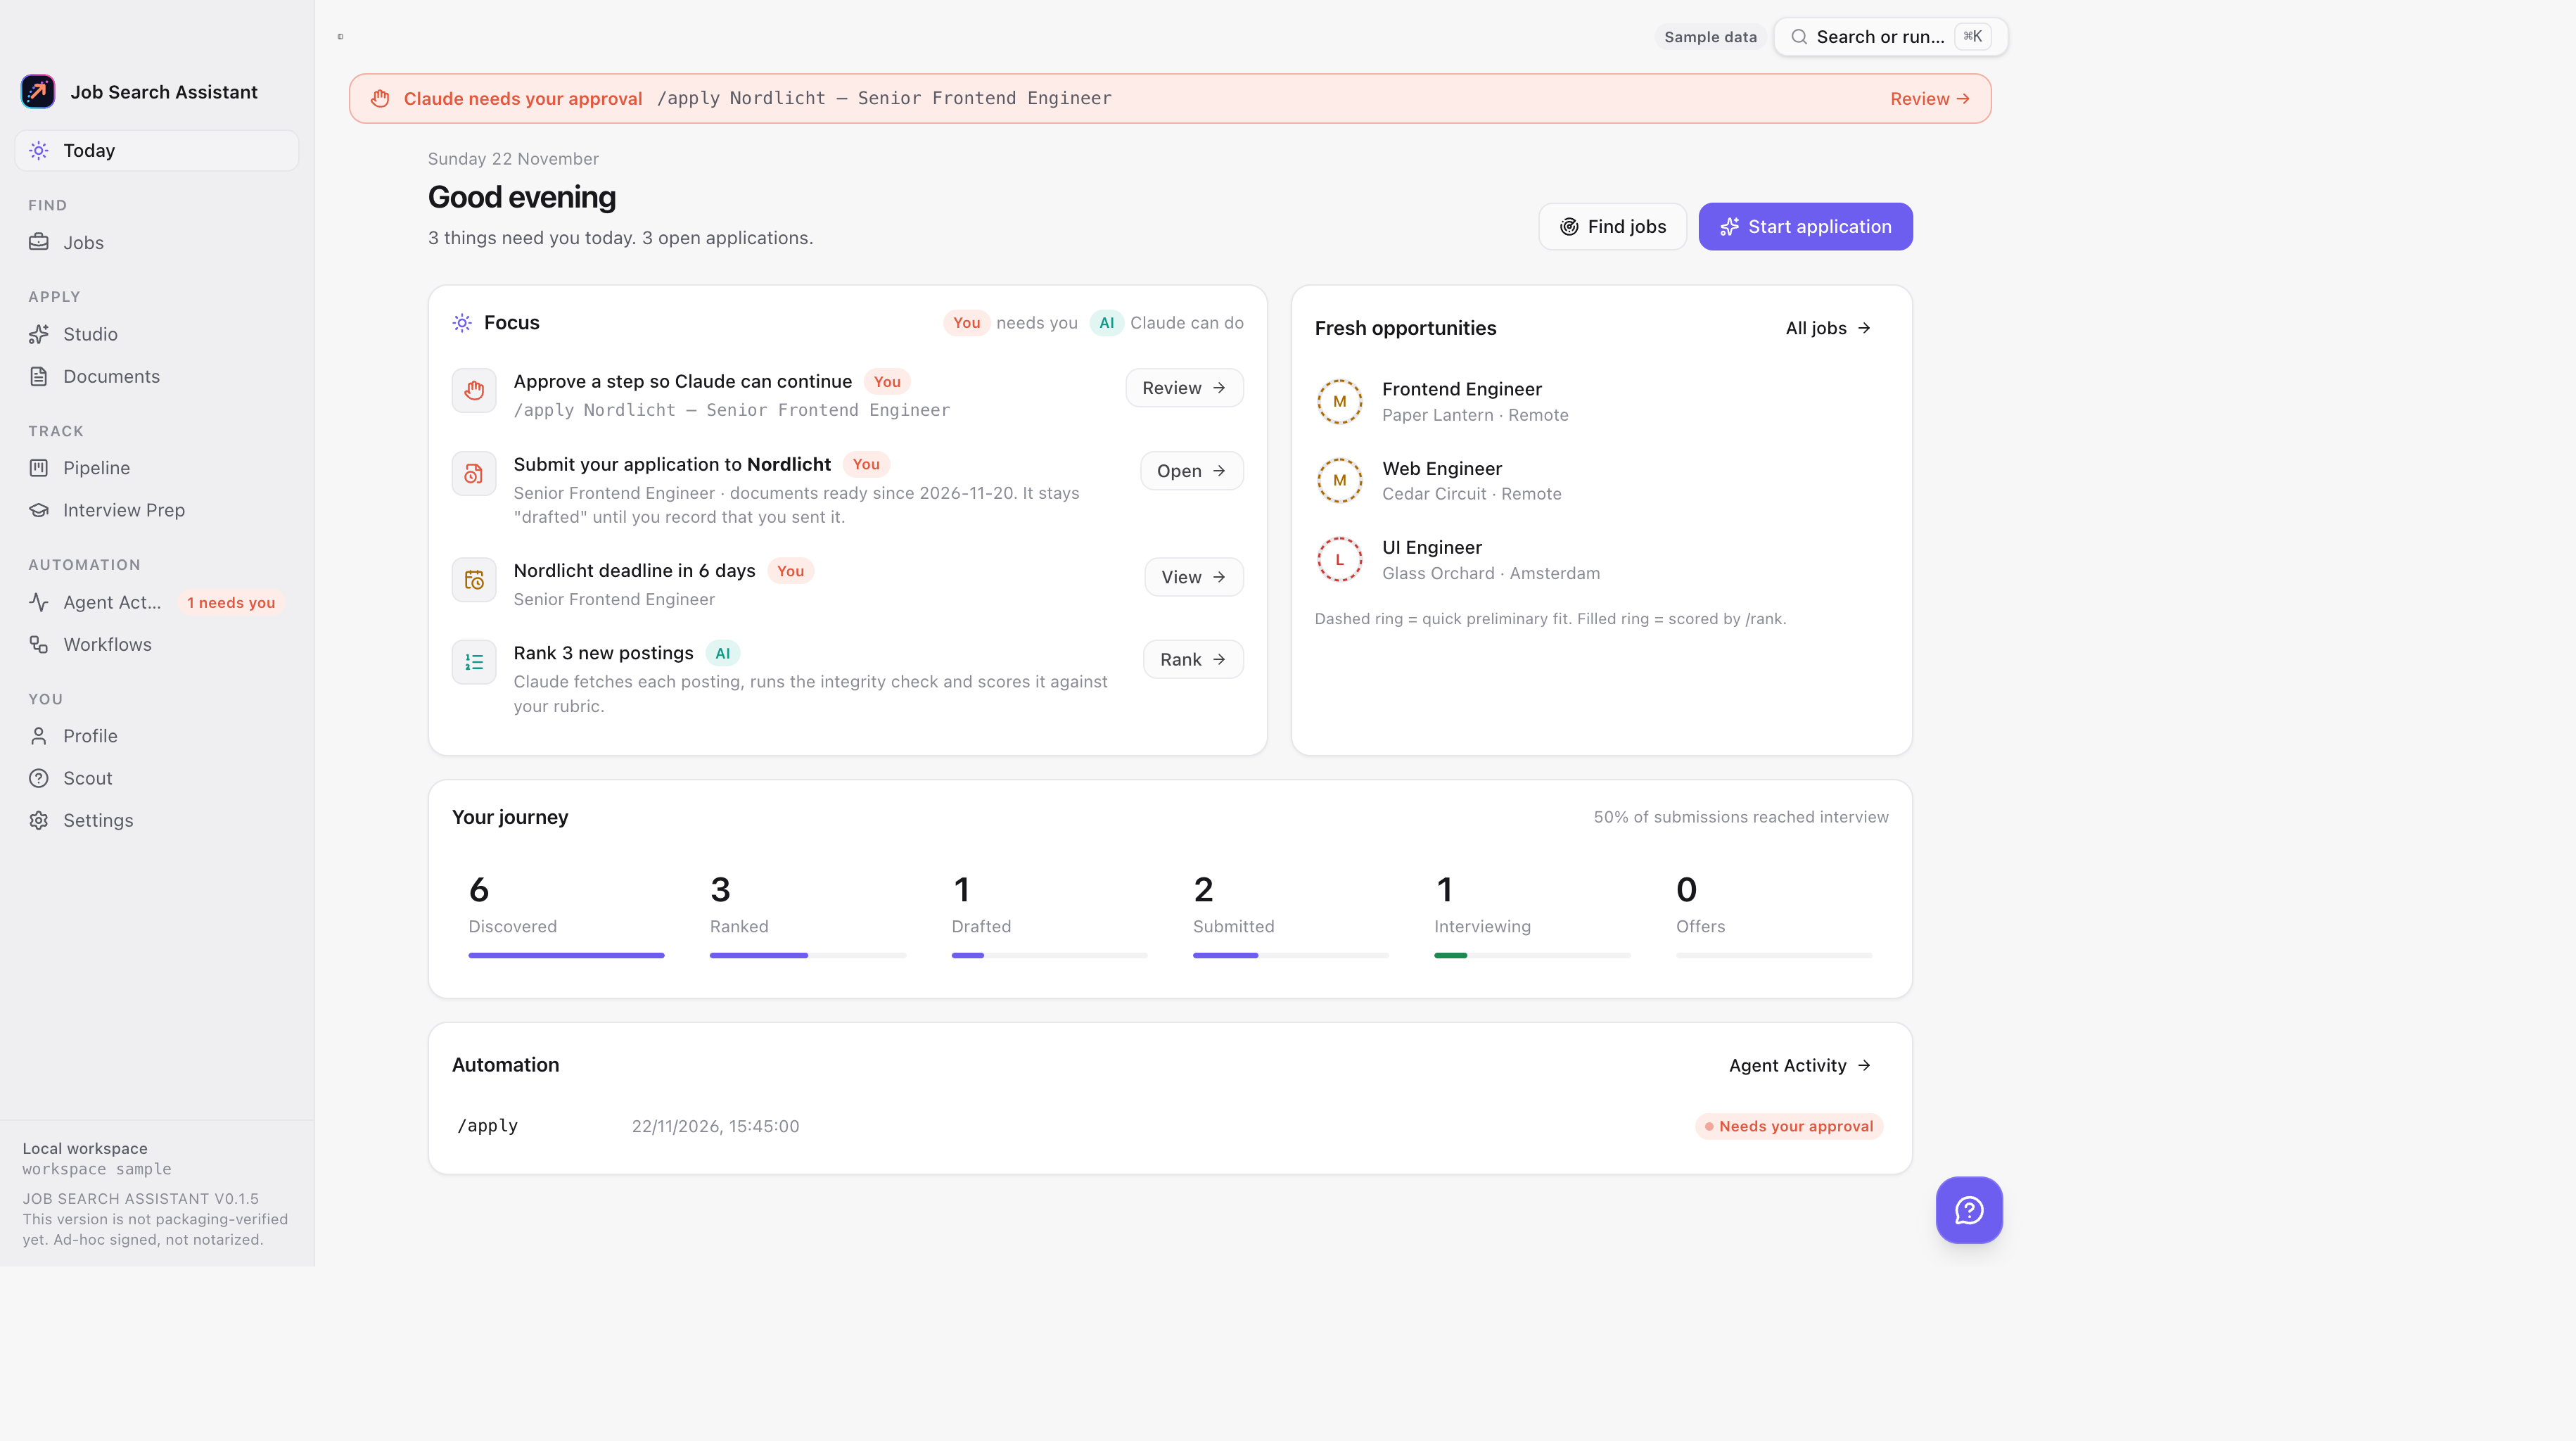 Job Search Assistant
Today
FIND
Jobs
APPLY
Studio
Documents
TRACK
Pipeline
Interview Prep
AUTOMATION
Agent Act... 1 needs you
Workflows
YOU
Profile
Scout
Settings
Local workspace
workspace sample
JOB SEARCH ASSISTANT V0.1.5
This version is not packaging-verified
yet. Ad-hoc signed, not notarized.
Sample data
Search or run... ⌘K
Claude needs your approval /apply Nordlicht — Senior Frontend Engineer Review →
Sunday 22 November
Good evening
3 things need you today. 3 open applications.
Find jobs
Start application
Focus You needs you AI Claude can do
Approve a step so Claude can continue You
/apply Nordlicht — Senior Frontend Engineer
Review →
Submit your application to Nordlicht You
Senior Frontend Engineer · documents ready since 2026-11-20. It stays
"drafted" until you record that you sent it.
Open →
Nordlicht deadline in 6 days You
Senior Frontend Engineer
View →
Rank 3 new postings AI
Claude fetches each posting, runs the integrity check and scores it against
your rubric.
Rank →
Fresh opportunities All jobs →
M
Frontend Engineer
Paper Lantern · Remote
M
Web Engineer
Cedar Circuit · Remote
L
UI Engineer
Glass Orchard · Amsterdam
Dashed ring = quick preliminary fit. Filled ring = scored by /rank.
Your journey 50% of submissions reached interview
6 3 1 2 1 0
Discovered Ranked Drafted Submitted Interviewing Offers
Automation Agent Activity →
/apply 22/11/2026, 15:45:00 Needs your approval